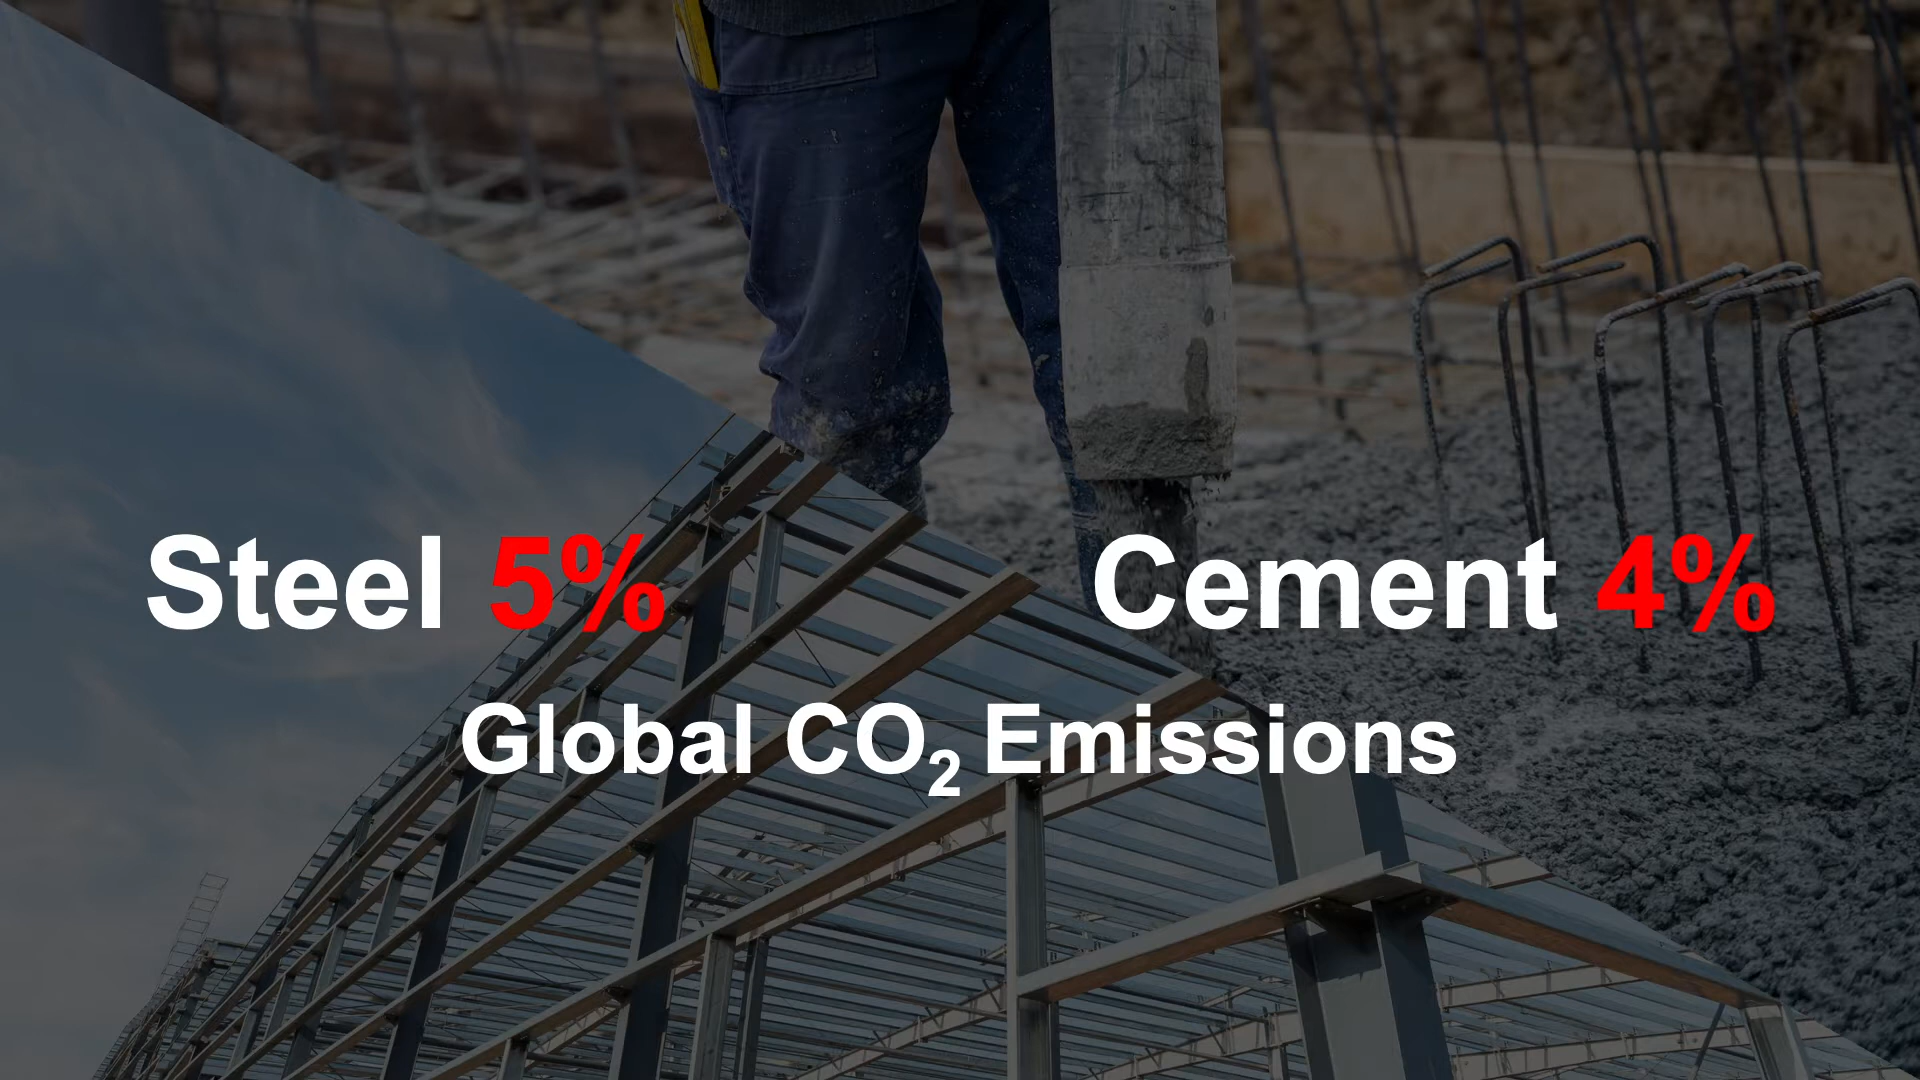 Steel 5%
Cement 4%
Global CO₂ Emissions